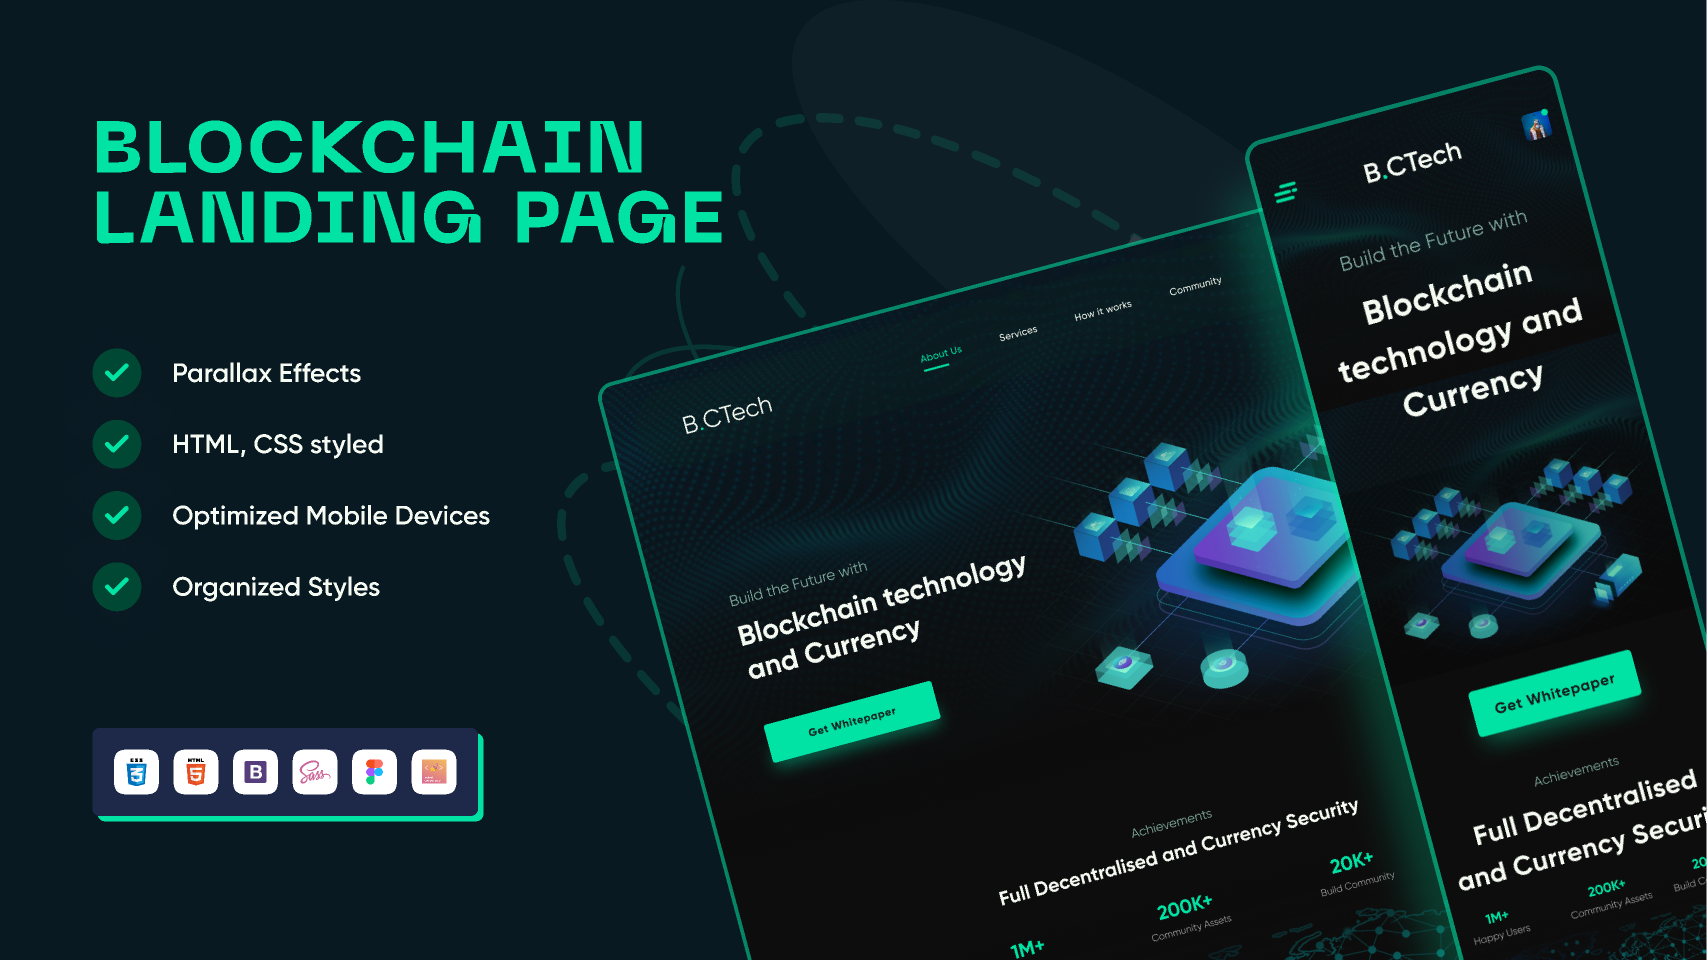 BLOCKCHAIN
LANDING PAGE
Parallax Effects
HTML, CSS styled
Optimized Mobile Devices
Organized Styles
CSS
3
HTML
5
B
Sass
B.CTech
About Us
Services
How it works
Community
Build the Future with
Blockchain technology
and Currency
Get Whitepaper
Achievements
Full Decentralised and Currency Security
1M+
200K+
Community Assets
20K+
Build Community
B.CTech
Build the Future with
Blockchain
technology and
Currency
Get Whitepaper
Achievements
Full Decentralised
and Currency Securi
1M+
Happy Users
200K+
Community Assets
20
Build C